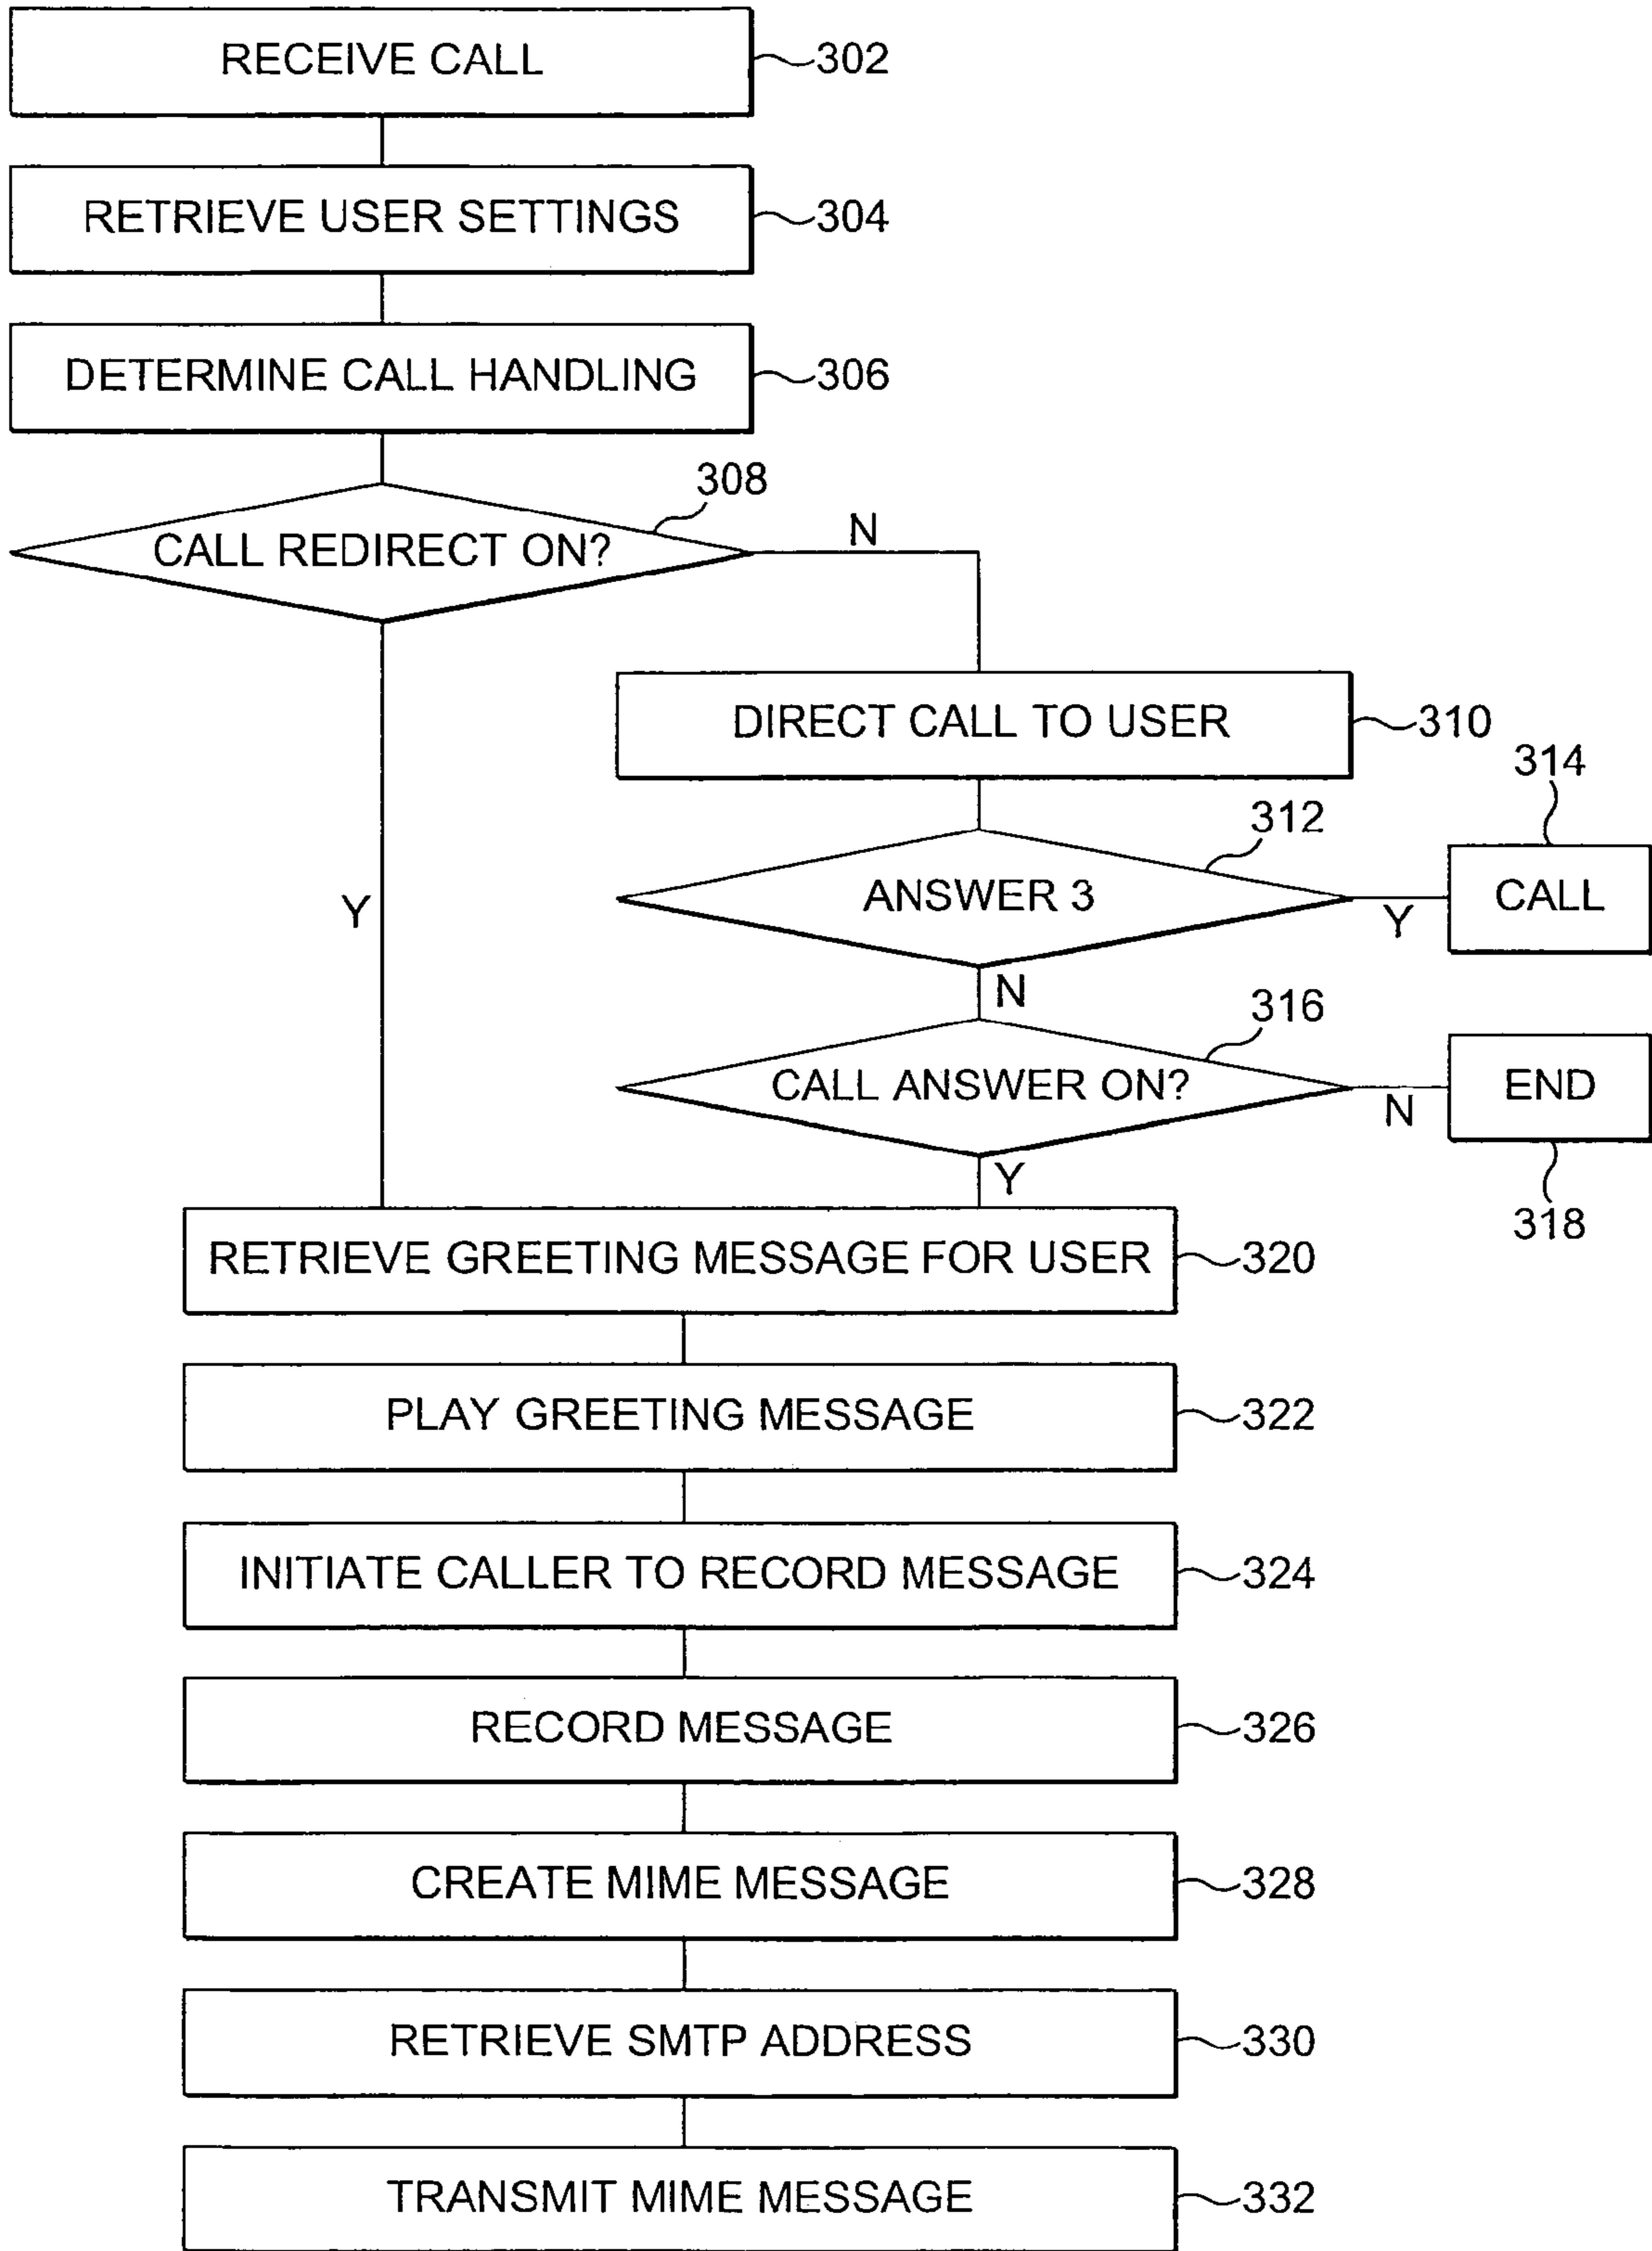 RECEIVE CALL
302
RETRIEVE USER SETTINGS
304
DETERMINE CALL HANDLING
306
308
CALL REDIRECT ON?
N
DIRECT CALL TO USER
310
314
312
ANSWER 3
Y
CALL
Y
N
316
CALL ANSWER ON?
N
END
Y
318
RETRIEVE GREETING MESSAGE FOR USER
320
PLAY GREETING MESSAGE
322
INITIATE CALLER TO RECORD MESSAGE
324
RECORD MESSAGE
326
CREATE MIME MESSAGE
328
RETRIEVE SMTP ADDRESS
330
TRANSMIT MIME MESSAGE
332